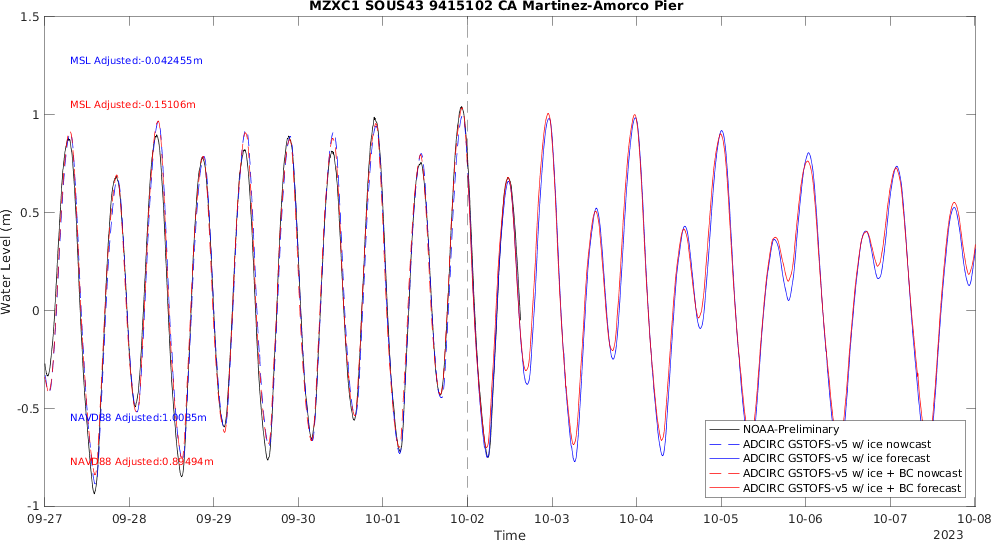 MZXC1 SOUS43 9415102 CA Martinez-Amorco Pier
1.5
1
0.5
0
-0.5
-1
Water Level (m)
MSL Adjusted:-0.042455m
MSL Adjusted:-0.15106m
NAVD88 Adjusted:1.0085m
NAVD88 Adjusted:0.89494m
NOAA-Preliminary
ADCIRC GSTOFS-v5 w/ ice nowcast
ADCIRC GSTOFS-v5 w/ ice forecast
ADCIRC GSTOFS-v5 w/ ice + BC nowcast
ADCIRC GSTOFS-v5 w/ ice + BC forecast
09-27 09-28 09-29 09-30 10-01 10-02 10-03 10-04 10-05 10-06 10-07 10-08
Time
2023